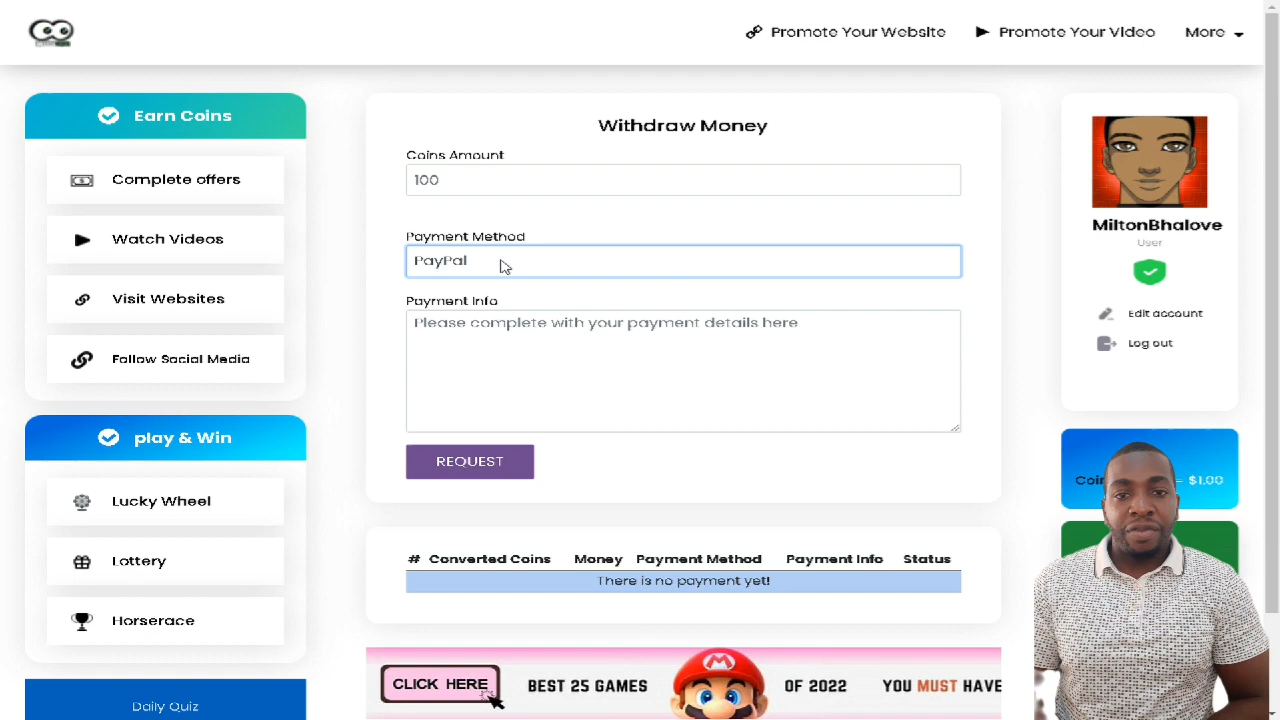 Promote Your Website
Promote Your Video
More
Earn Coins
Complete offers
Watch Videos
Visit Websites
Follow Social Media
play & Win
Lucky Wheel
Lottery
Horserace
Daily Quiz
Withdraw Money
Coins Amount
100
Payment Method
PayPal
Payment Info
Please complete with your payment details here
REQUEST
# Converted Coins Money Payment Method Payment Info Status
There is no payment yet!
CLICK HERE
BEST 25 GAMES
OF 2022
YOU MUST HAVE
MiltonBhalove
User
Edit account
Log out
= $1.00